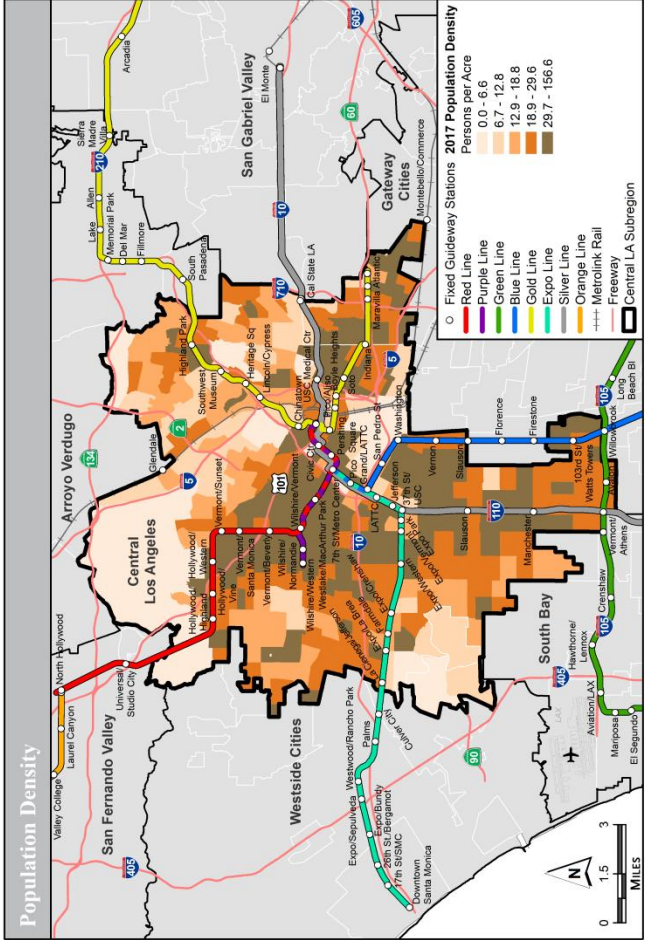 Population Density
Valley College
Laurel Canyon
North Hollywood
Universal/
Studio City
San Fernando Valley
405
Arroyo Verdugo
134
Glendale
2
5
Central
Los Angeles
Hollywood/
Highland
Hollywood/
Vine
Hollywood/
Western
Vermont/Sunset
Vermont/
Santa Monica
Vermont/Beverly
101
Wilshire/
Normandie
Wilshire/Vermont
Wilshire/Western
Westlake/MacArthur Park
7th St/Metro Center
Civic Ctr
Pershing
Square
Pico
Grand/LATTC
San Pedro St
Washington
Chinatown
Lincoln/Cypress
Heritage Sq
Southwest
Museum
Highland Park
South
Pasadena
Fillmore
Del Mar
Memorial Park
Lake
Allen
210
Sierra
Madre
Villa
Arcadia
San Gabriel Valley
El Monte
605
10
710
Cal State LA
USC Medical Ctr
Pico/Aliso
Boyle Heights
Soto
Indiana
Maravilla
Atlantic
60
5
Gateway
Cities
Montebello/Commerce
Westside Cities
Westwood/Rancho Park
Palms
Culver City
Expo/Sepulveda
Expo/Bundy
26th St./Bergamot
17th St/SMC
Downtown
Santa Monica
La Cienega/Jefferson
Expo/La Brea
Farmdale
Expo/Crenshaw
Expo/Western
Expo/Vermont
Expo Park/
USC
Jefferson
37th St/
USC
LATTC
10
Vernon
Slauson
Florence
Firestone
103rd St/
Watts Towers
Slauson
110
Manchester
90
405
South Bay
Hawthorne/
Lennox
Crenshaw
105
Vermont/
Athens
Avalon
Willowbrook
105
Long
Beach Bl
LAX
Aviation/LAX
Mariposa
El Segundo
Fixed Guideway Stations
Red Line
Purple Line
Green Line
Blue Line
Gold Line
Expo Line
Silver Line
Orange Line
Metrolink Rail
Freeway
Central LA Subregion
2017 Population Density
Persons per Acre
0.0 - 6.6
6.7 - 12.8
12.9 - 18.8
18.9 - 29.6
29.7 - 156.6
N
0 1.5 3
MILES